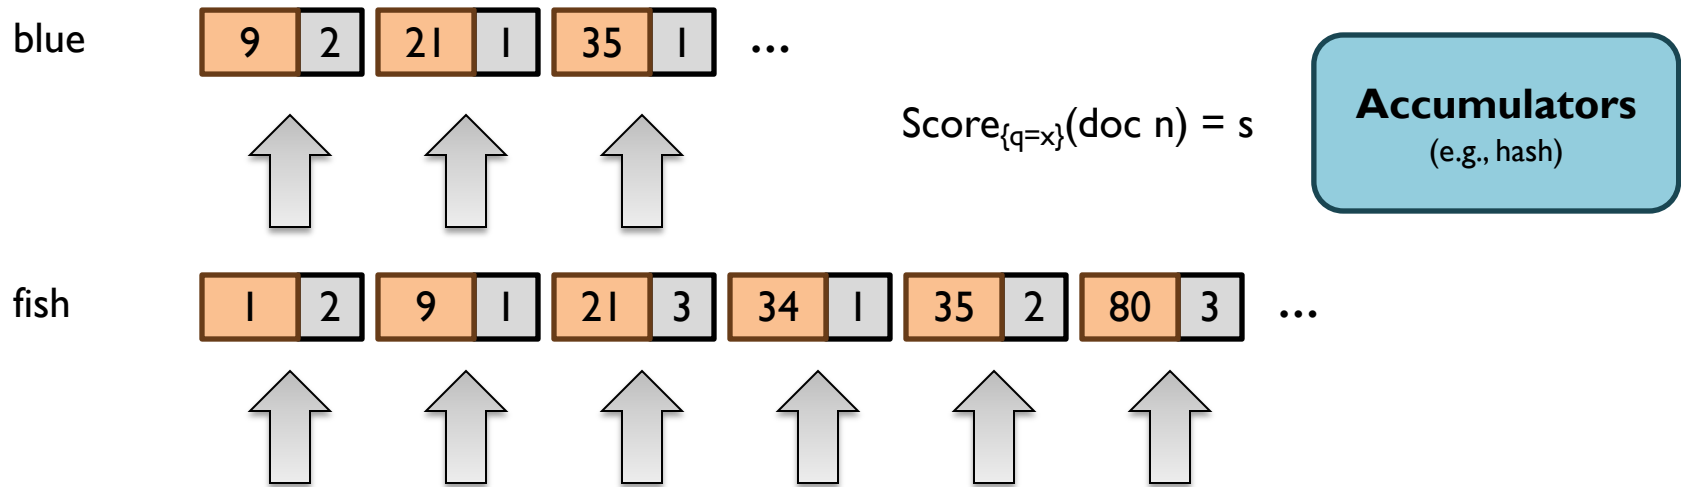 blue 9 2 21 1 35 1 ...
Score{q=x}(doc n) = s
Accumulators
(e.g., hash)
fish 1 2 9 1 21 3 34 1 35 2 80 3 ...